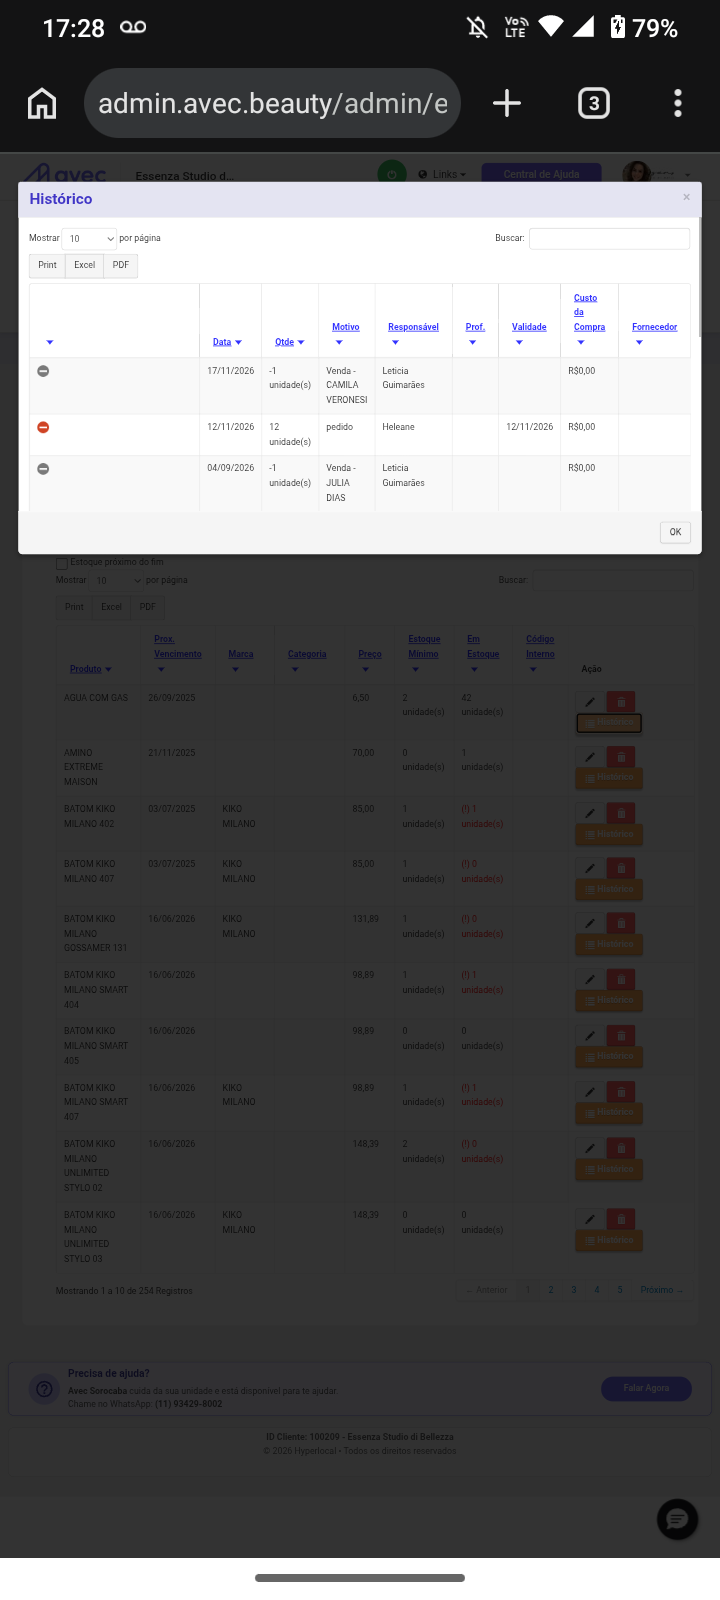 17:28
Vo LTE
79%
admin.avec.beauty/admin/e
3
avec
Essenza Studio d...
Links
Central de Ajuda
Histórico
×
Mostrar 10 por página
Buscar:
Print Excel PDF
Data Qtde Motivo Responsável Prof. Validade Custo da Compra Fornecedor
17/11/2026 -1 unidade(s) Venda - CAMILA VERONESI Leticia Guimarães R$0,00
12/11/2026 12 unidade(s) pedido Heleane 12/11/2026 R$0,00
04/09/2026 -1 unidade(s) Venda - JULIA DIAS Leticia Guimarães R$0,00
OK
Estoque próximo do fim
Mostrar 10 por página
Buscar:
Print Excel PDF
Produto Prox. Vencimento Marca Categoria Preço Estoque Mínimo Em Estoque Código Interno Ação
AGUA COM GAS 26/09/2025 6,50 2 unidade(s) 42 unidade(s) Histórico
AMINO EXTREME MAISON 21/11/2025 70,00 0 unidade(s) 1 unidade(s) Histórico
BATOM KIKO MILANO 402 03/07/2025 KIKO MILANO 85,00 1 unidade(s) (!) 1 unidade(s) Histórico
BATOM KIKO MILANO 407 03/07/2025 KIKO MILANO 85,00 1 unidade(s) (!) 0 unidade(s) Histórico
BATOM KIKO MILANO GOSSAMER 131 16/06/2026 KIKO MILANO 131,89 1 unidade(s) (!) 0 unidade(s) Histórico
BATOM KIKO MILANO SMART 404 16/06/2026 98,89 1 unidade(s) (!) 1 unidade(s) Histórico
BATOM KIKO MILANO SMART 405 16/06/2026 98,89 0 unidade(s) 0 unidade(s) Histórico
BATOM KIKO MILANO SMART 407 16/06/2026 KIKO MILANO 98,89 1 unidade(s) (!) 1 unidade(s) Histórico
BATOM KIKO MILANO UNLIMITED STYLO 02 16/06/2026 148,39 2 unidade(s) (!) 0 unidade(s) Histórico
BATOM KIKO MILANO UNLIMITED STYLO 03 16/06/2026 KIKO MILANO 148,39 0 unidade(s) 0 unidade(s) Histórico
Mostrando 1 a 10 de 254 Registros
← Anterior 1 2 3 4 5 Próximo →
Precisa de ajuda?
Avec Sorocaba cuida da sua unidade e está disponível para te ajudar.
Chame no WhatsApp: (11) 93429-8002
Falar Agora
ID Cliente: 100209 - Essenza Studio di Bellezza
© 2026 Hyperlocal • Todos os direitos reservados